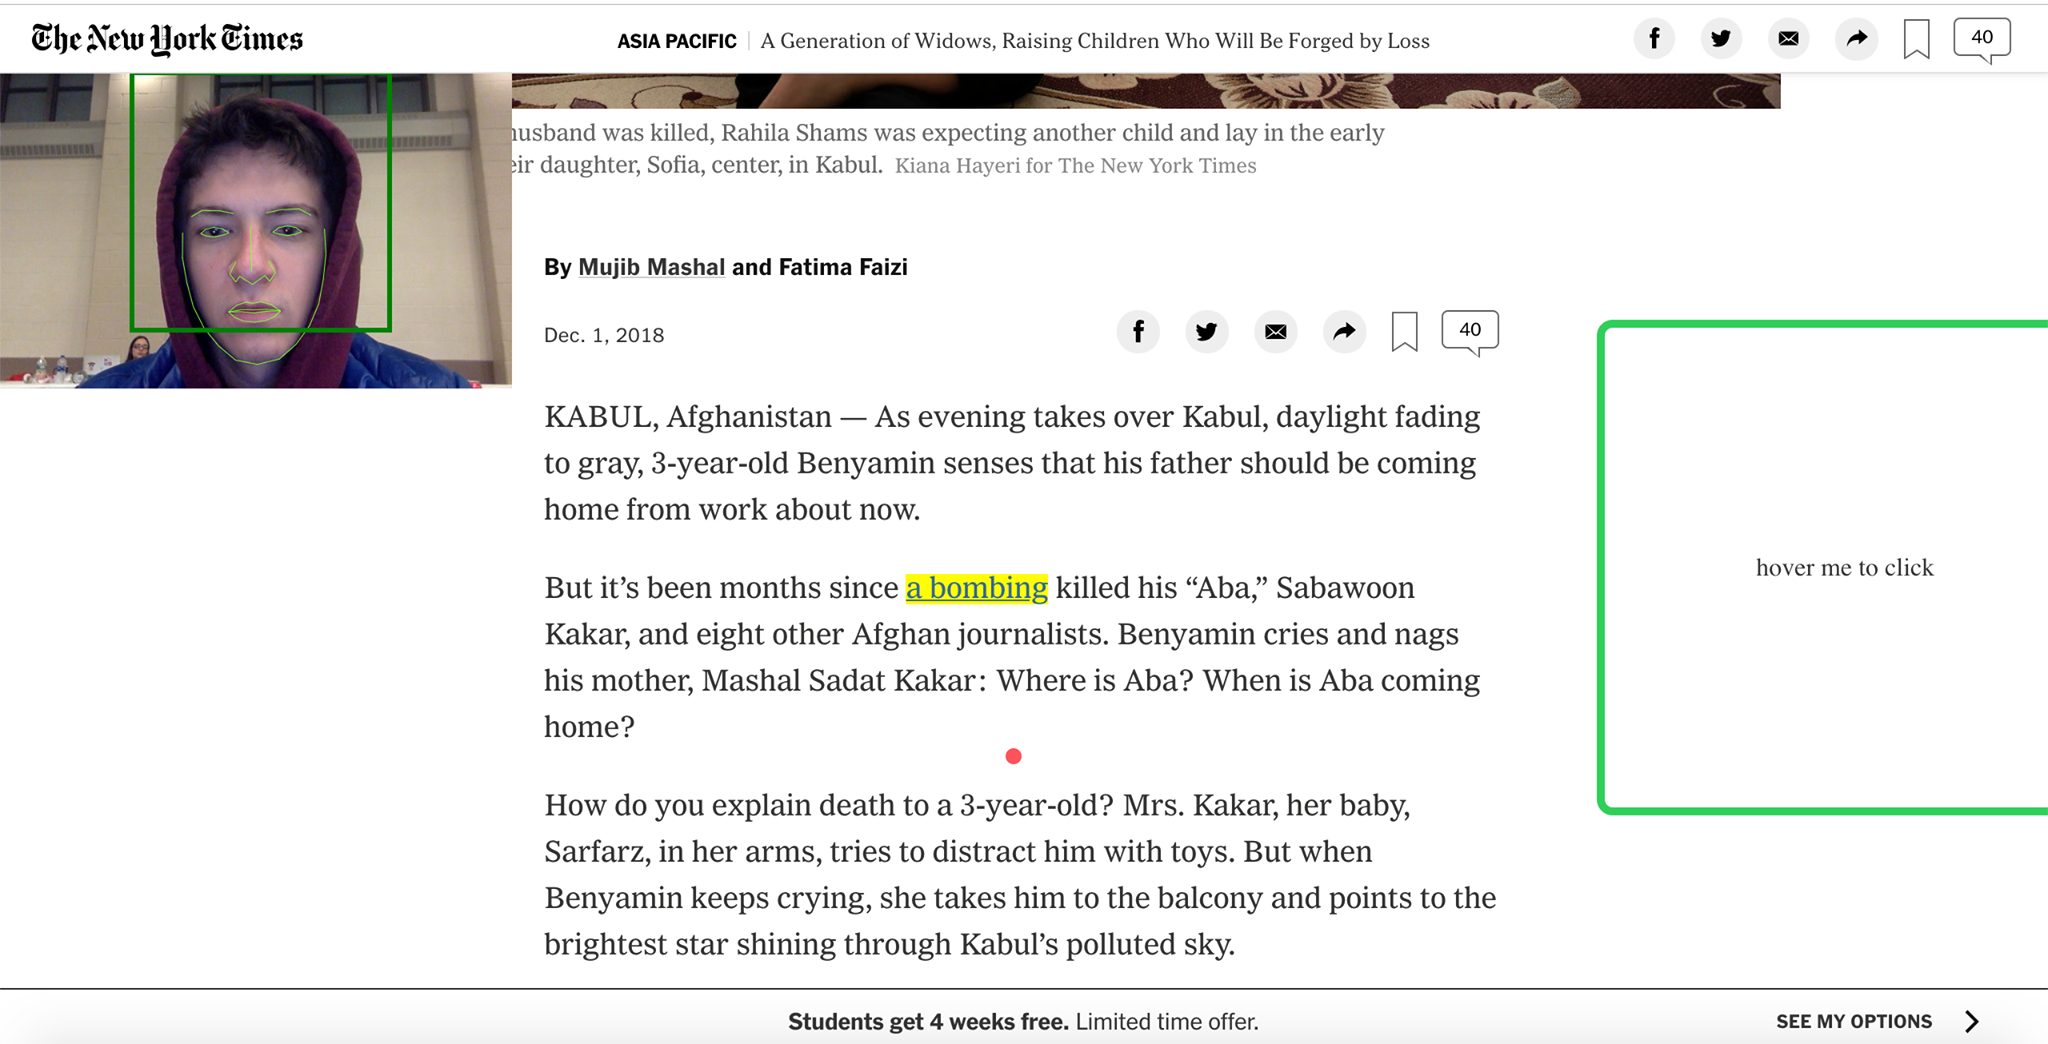 The New York Times
ASIA PACIFIC | A Generation of Widows, Raising Children Who Will Be Forged by Loss
40
husband was killed, Rahila Shams was expecting another child and lay in the early
eir daughter, Sofia, center, in Kabul. Kiana Hayeri for The New York Times
By Mujib Mashal and Fatima Faizi
Dec. 1, 2018
40
KABUL, Afghanistan — As evening takes over Kabul, daylight fading
to gray, 3-year-old Benyamin senses that his father should be coming
home from work about now.
But it’s been months since a bombing killed his “Aba,” Sabawoon
Kakar, and eight other Afghan journalists. Benyamin cries and nags
his mother, Mashal Sadat Kakar: Where is Aba? When is Aba coming
home?
hover me to click
How do you explain death to a 3-year-old? Mrs. Kakar, her baby,
Sarfarz, in her arms, tries to distract him with toys. But when
Benyamin keeps crying, she takes him to the balcony and points to the
brightest star shining through Kabul’s polluted sky.
Students get 4 weeks free. Limited time offer.
SEE MY OPTIONS